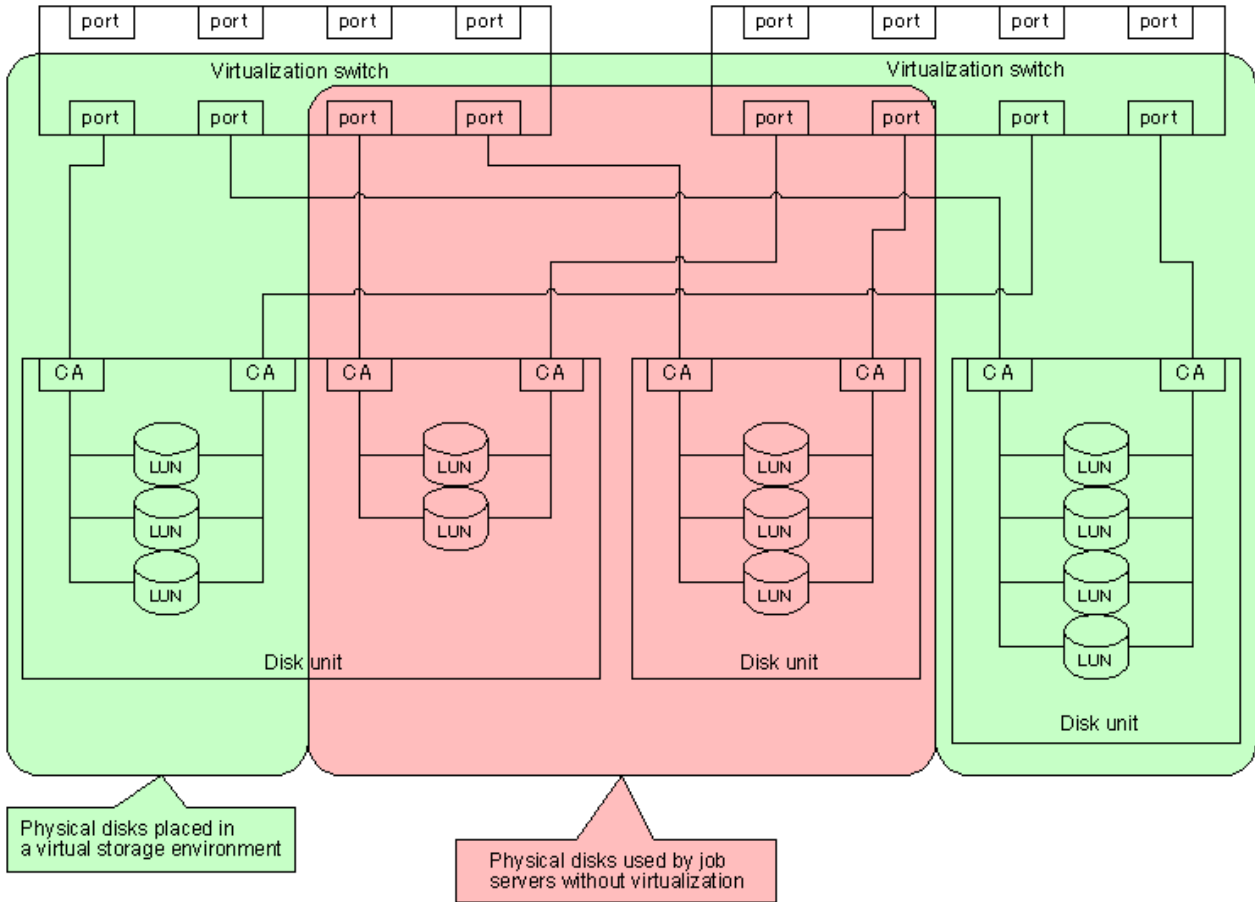 port port port port port port port port
Virtualization switch Virtualization switch
port port port port port port port port
CA CA CA CA CA CA CA CA
LUN LUN LUN LUN
LUN LUN LUN LUN
LUN LUN LUN
LUN
Disk unit Disk unit
Disk unit
Physical disks placed in
a virtual storage environment
Physical disks used by job
servers without virtualization